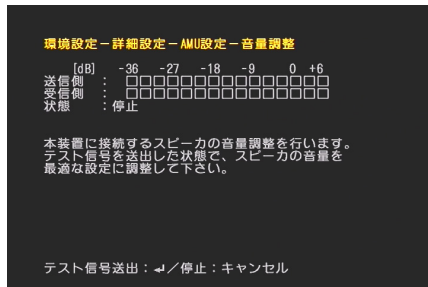 環境設定－詳細設定－AMU設定－音量調整
[dB] -36 -27 -18 -9 0 +6
送信側 ： □□□□□□□□□□□□□□□
受信側 ： □□□□□□□□□□□□□□□
状態 ：停止
本装置に接続するスピーカの音量調整を行います。
テスト信号を送出した状態で、スピーカの音量を
最適な設定に調整して下さい。
テスト信号送出：↵／停止：キャンセル